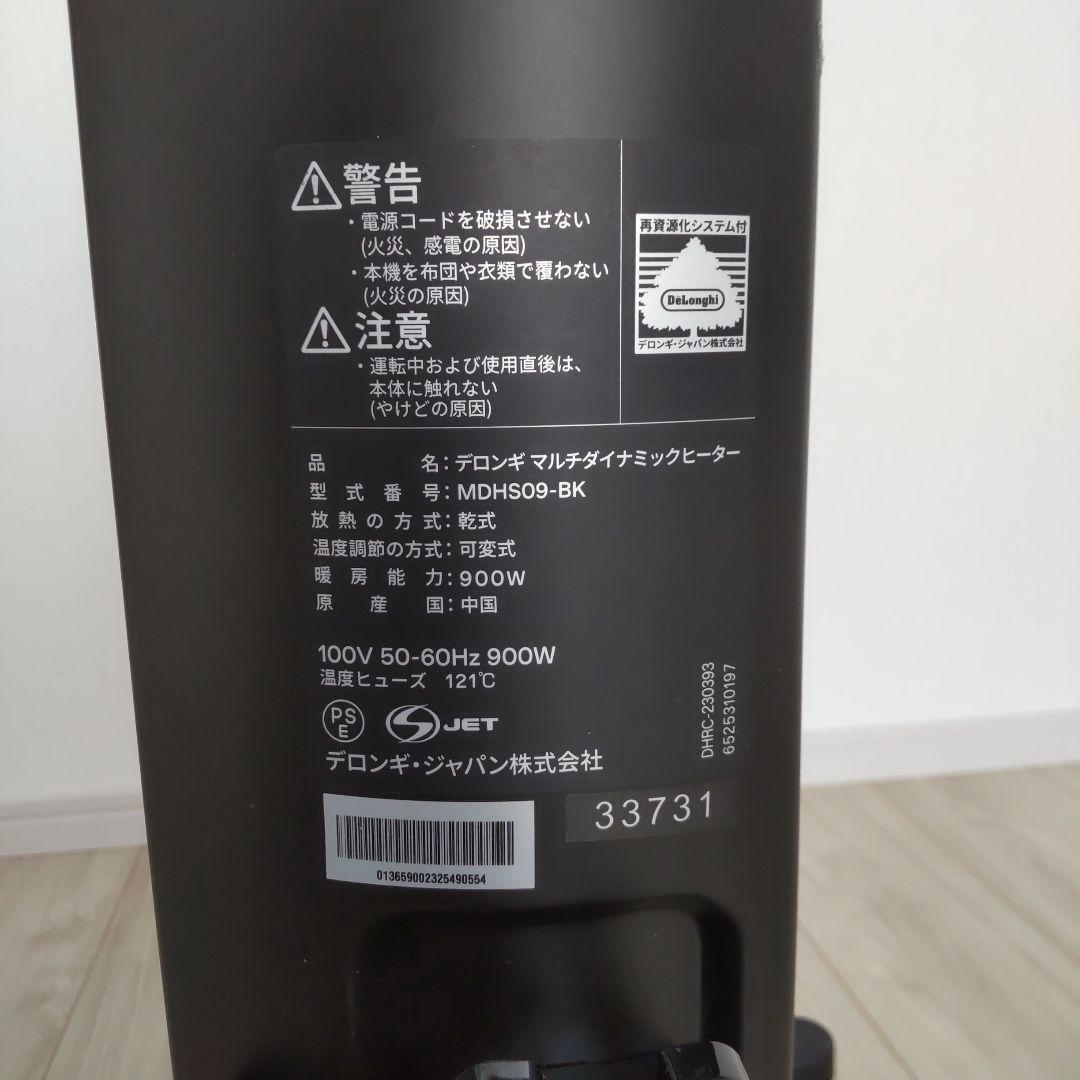 警告
・電源コードを破損させない
(火災、感電の原因)
・本機を布団や衣類で覆わない
(火災の原因)
注意
・運転中および使用直後は、
本体に触れない
(やけどの原因)
再資源化システム付
DeLonghi
デロンギ・ジャパン株式会社
品名：デロンギ マルチダイナミックヒーター
型式番号：MDHS09-BK
放熱の方式：乾式
温度調節の方式：可変式
暖房能力：900W
原産国：中国
100V 50-60Hz 900W
温度ヒューズ 121℃
PSE
S JET
デロンギ・ジャパン株式会社
DHRC-230393
6525310197
013659002325490554
33731